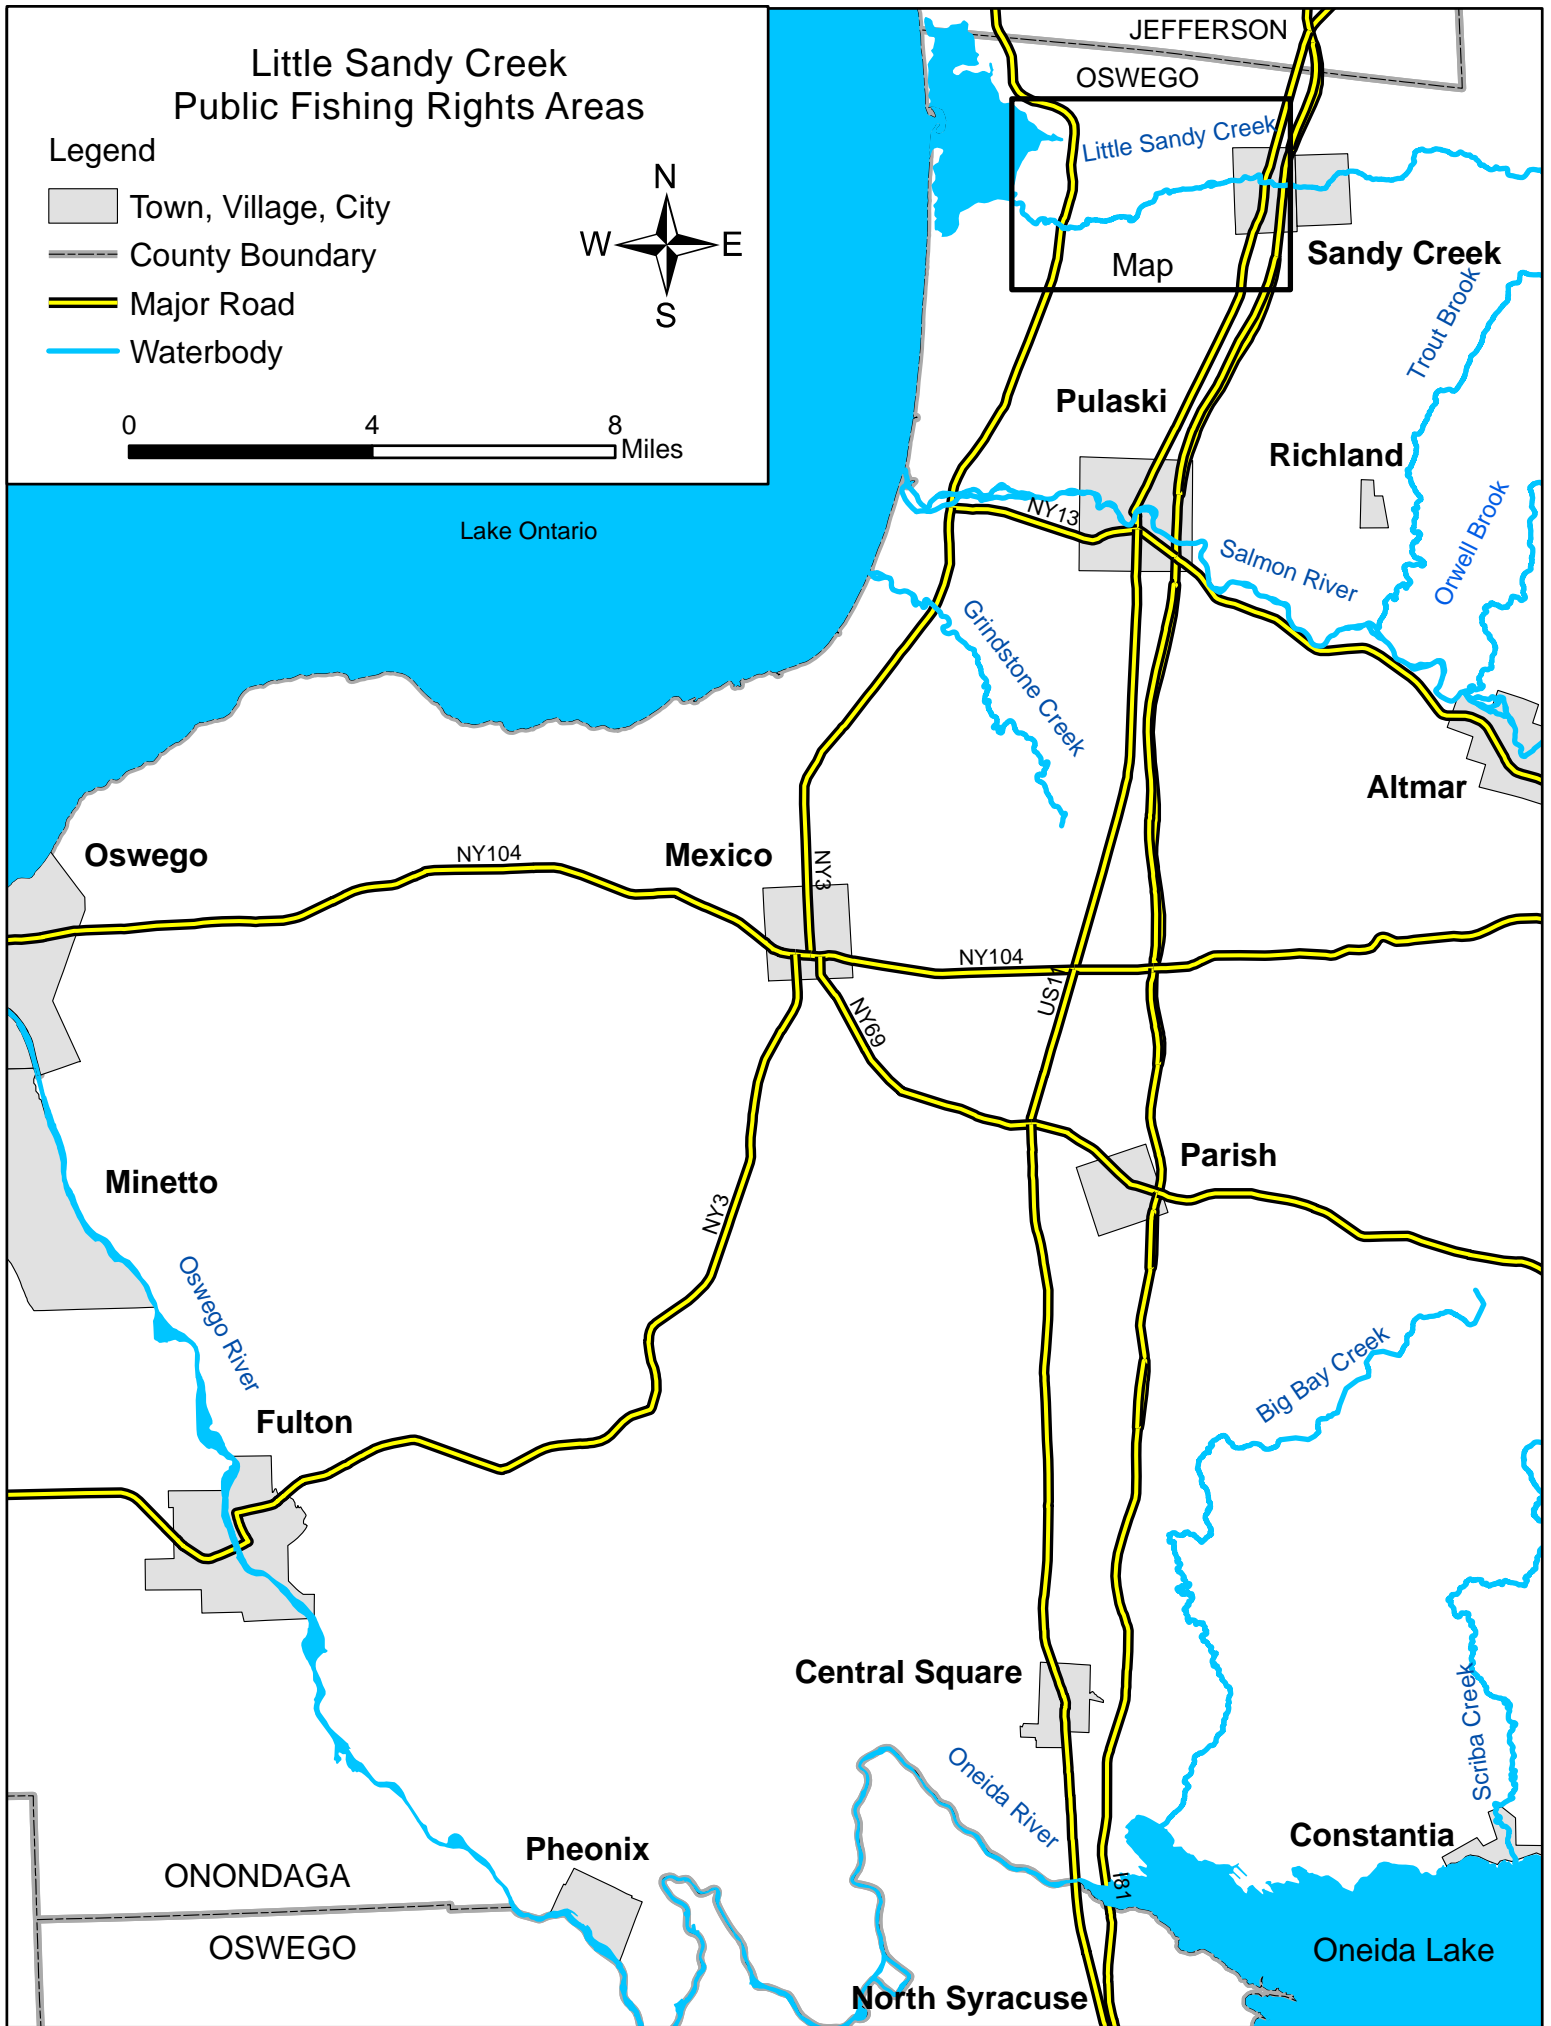 Little Sandy Creek
Public Fishing Rights Areas
Legend
Town, Village, City
County Boundary
Major Road
Waterbody
N
W
E
S
0
4
8
Miles
JEFFERSON
OSWEGO
Little Sandy Creek
Map
Sandy Creek
Trout Brook
Pulaski
Richland
Lake Ontario
NY13
Salmon River
Orwell Brook
Grindstone Creek
Altmar
Oswego
NY104
Mexico
NY3
NY104
US11
NY69
Parish
Minetto
NY3
Oswego River
Big Bay Creek
Fulton
Central Square
Scriba Creek
Oneida River
Constantia
Pheonix
ONONDAGA
I81
OSWEGO
Oneida Lake
North Syracuse